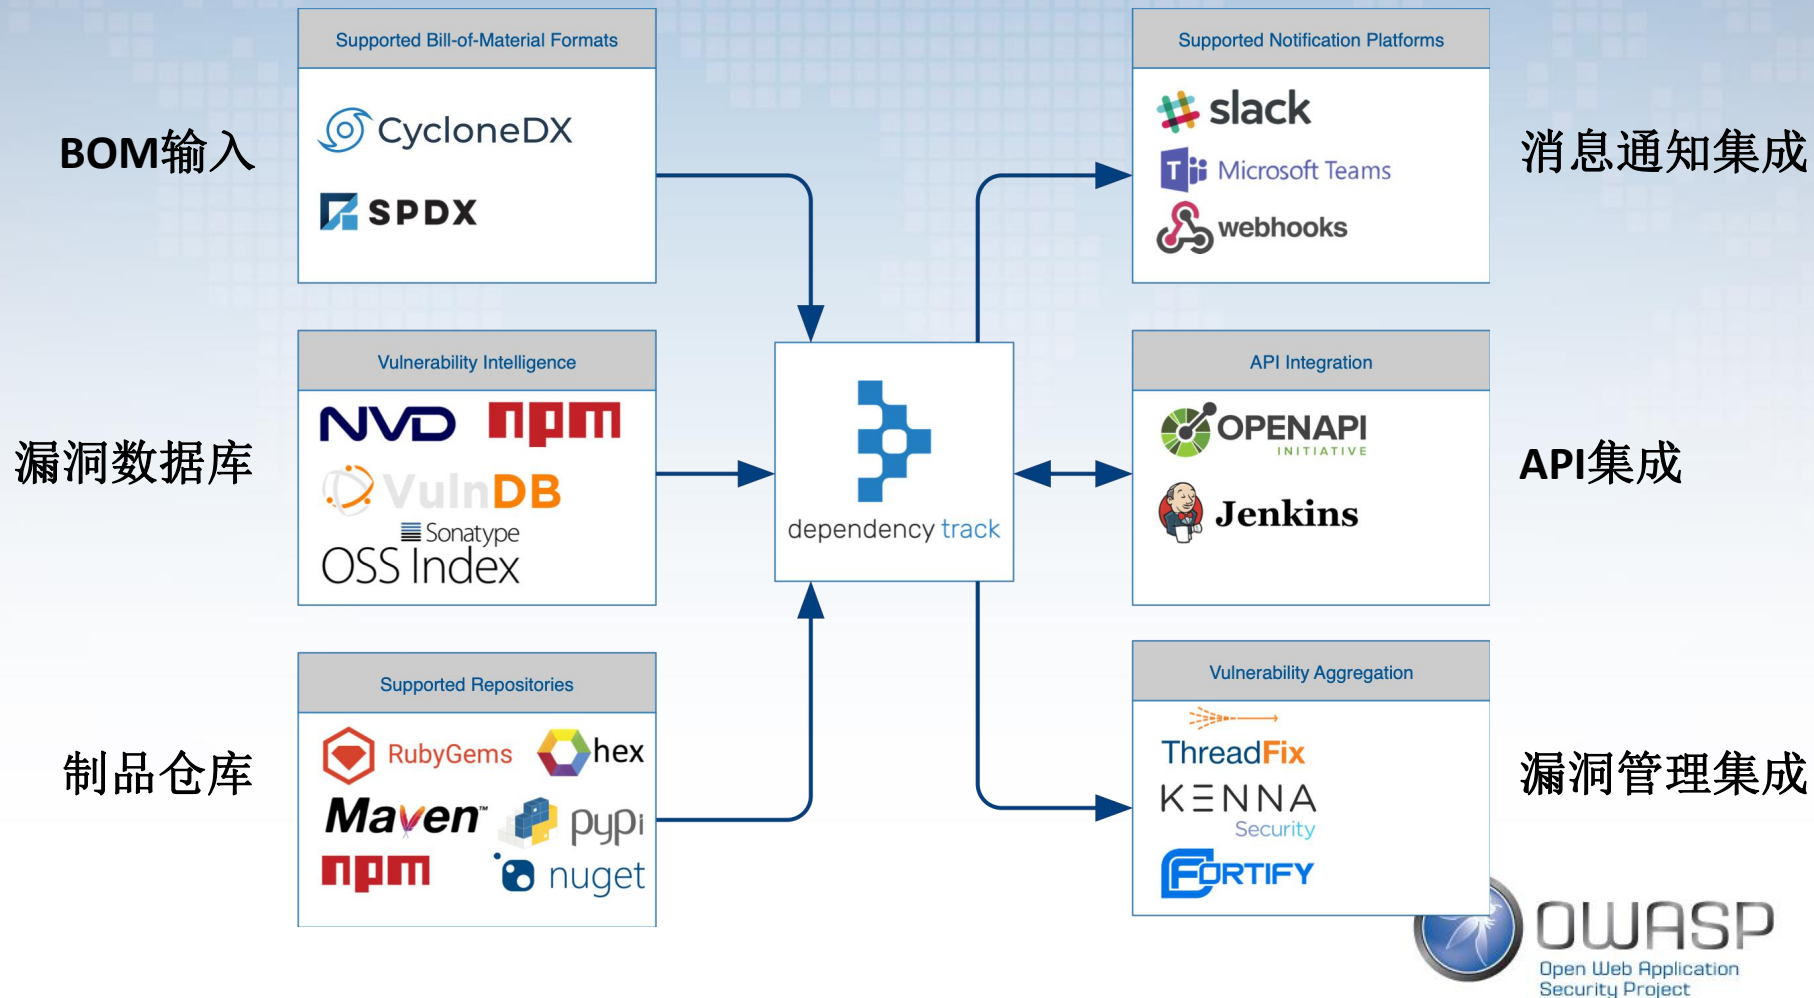 Supported Bill-of-Material Formats
CycloneDX
SPDX
BOM输入
Supported Notification Platforms
slack
Microsoft Teams
webhooks
消息通知集成
Vulnerability Intelligence
NVD npm
VulnDB
Sonatype
OSS Index
漏洞数据库
dependency track
API Integration
OPENAPI
INITIATIVE
Jenkins
API集成
Supported Repositories
RubyGems hex
Maven™ pypi
npm nuget
制品仓库
Vulnerability Aggregation
ThreadFix
KENNA
Security
FORTIFY
漏洞管理集成
OWASP
Open Web Application
Security Project